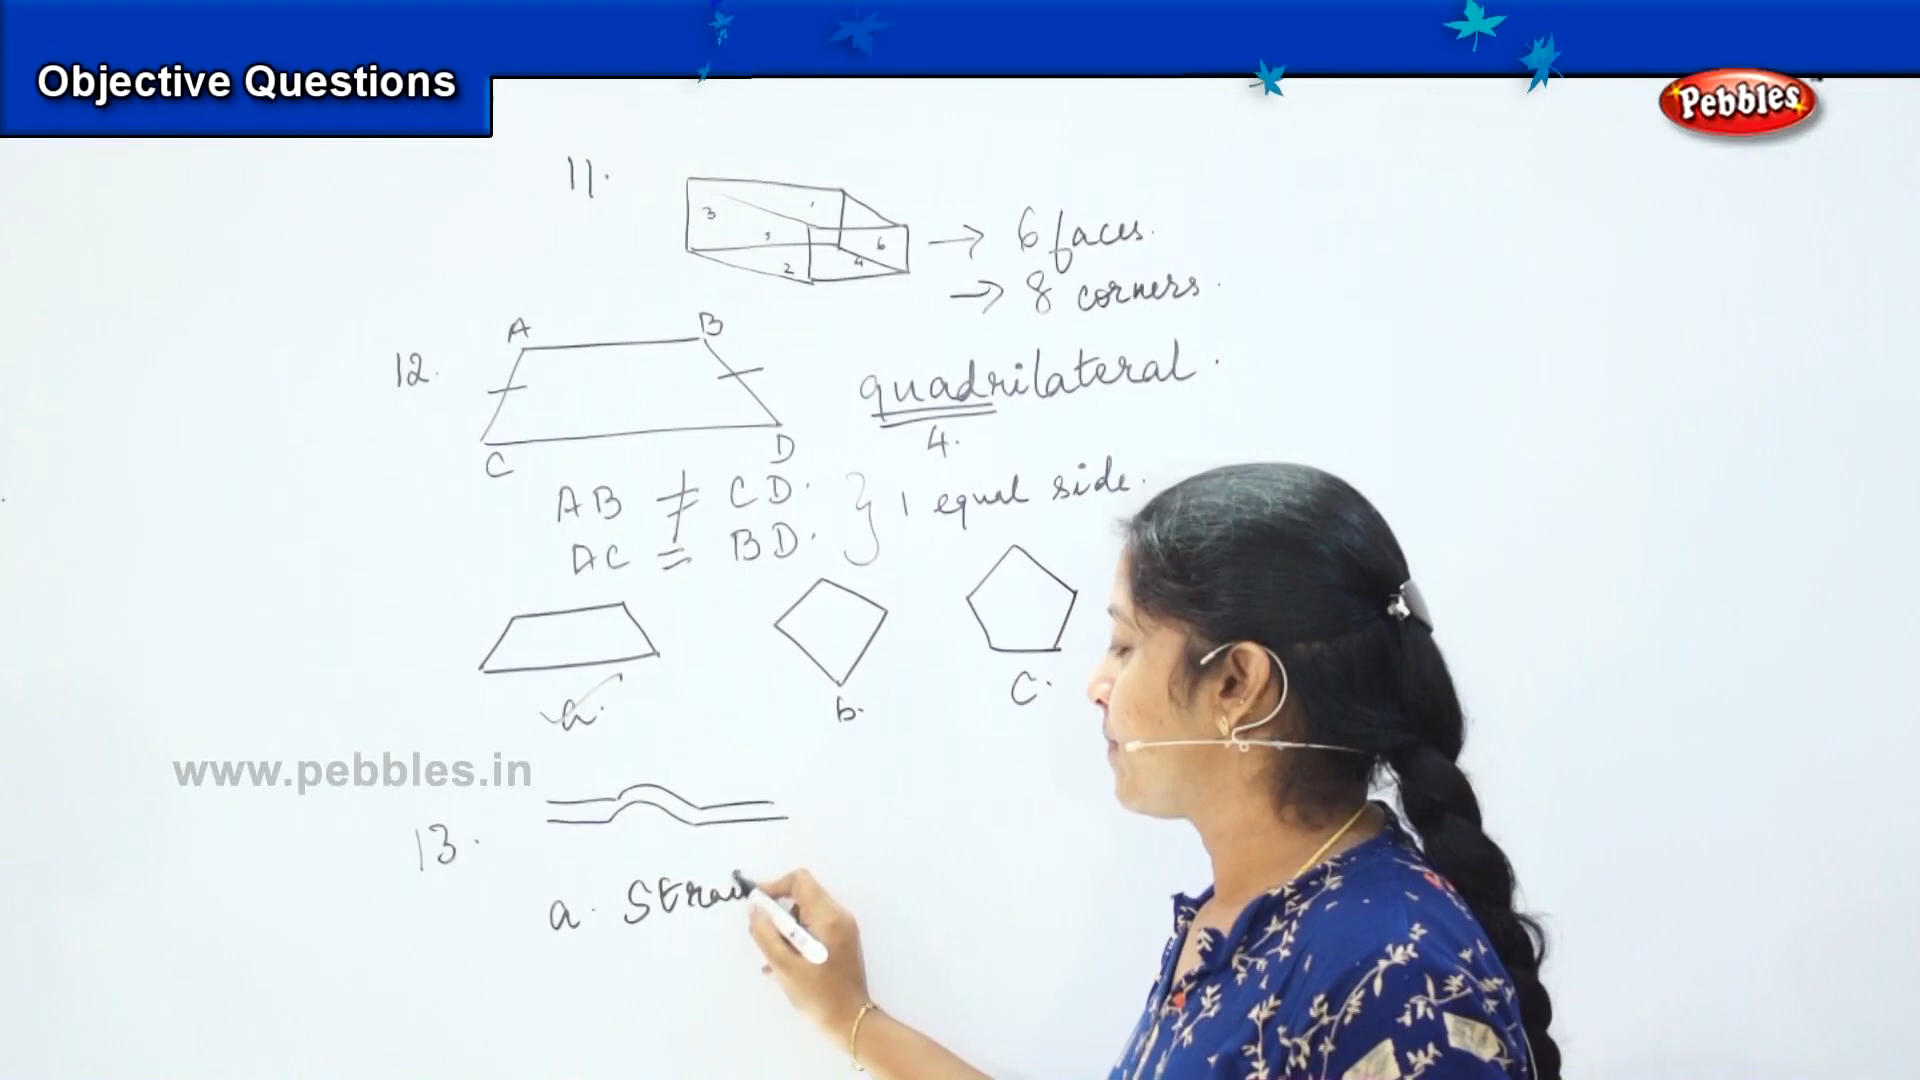 Objective Questions
Pebbles
11.
3
1
5
6
2
4
→ 6 faces.
→ 8 corners.
12.
A
B
C
D
quadrilateral.
4.
AB ≠ CD.
AC = BD.
} 1 equal side.
a.
b.
C.
www.pebbles.in
13.
a. Strai